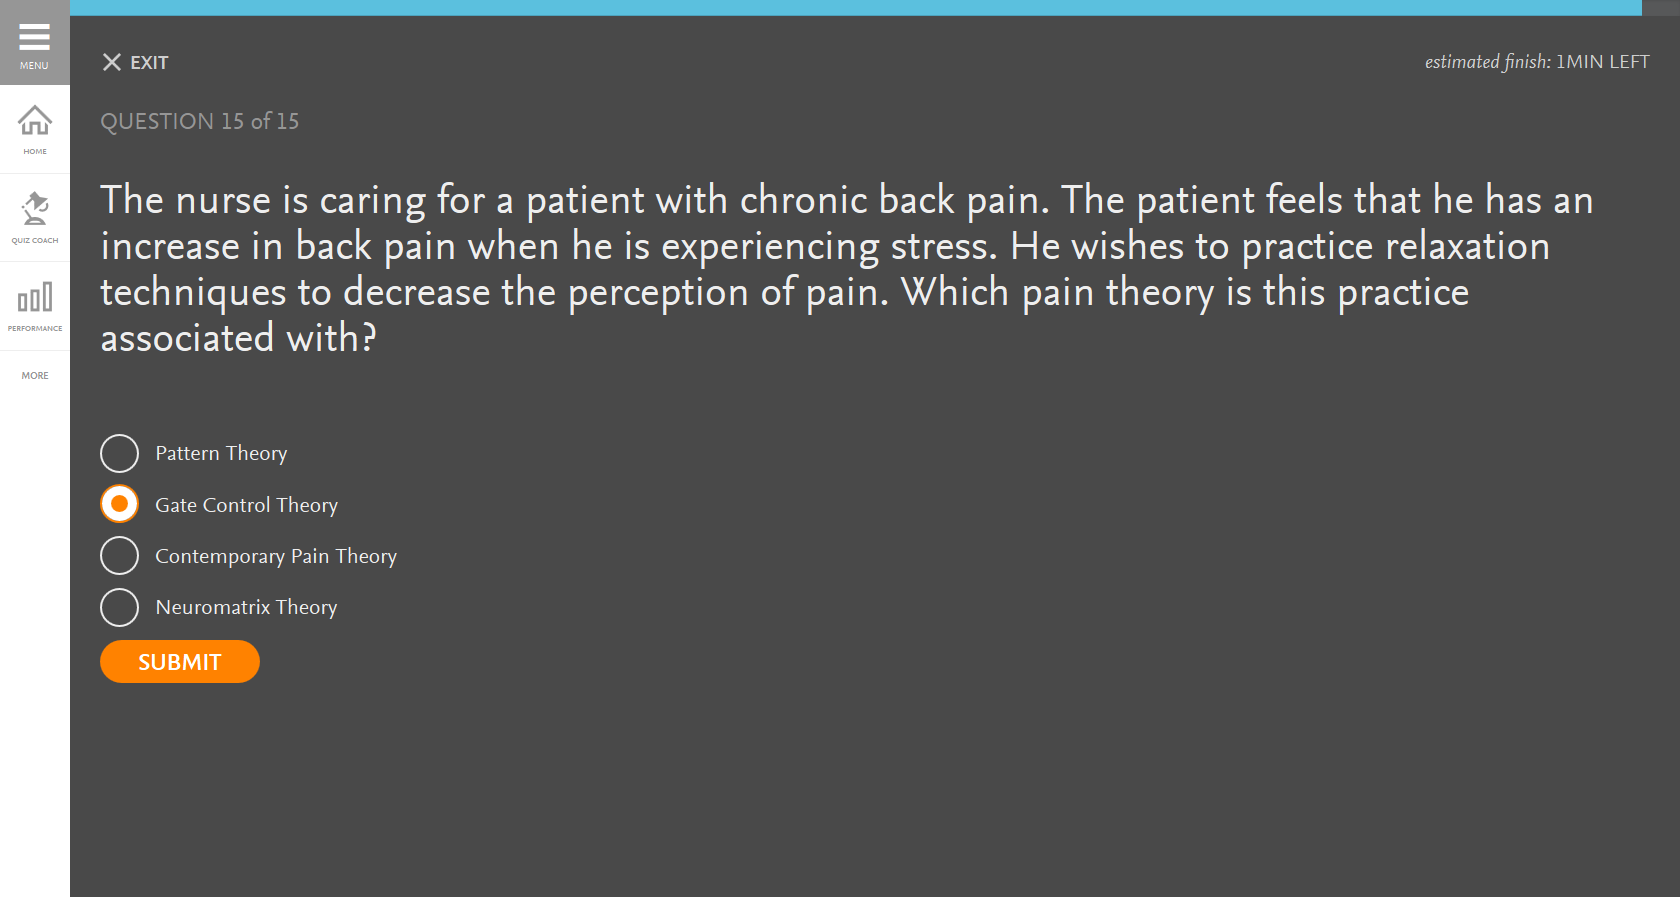 MENU
HOME
QUIZ COACH
PERFORMANCE
MORE
EXIT
estimated finish: 1MIN LEFT
QUESTION 15 of 15
The nurse is caring for a patient with chronic back pain. The patient feels that he has an
increase in back pain when he is experiencing stress. He wishes to practice relaxation
techniques to decrease the perception of pain. Which pain theory is this practice
associated with?
Pattern Theory
Gate Control Theory
Contemporary Pain Theory
Neuromatrix Theory
SUBMIT